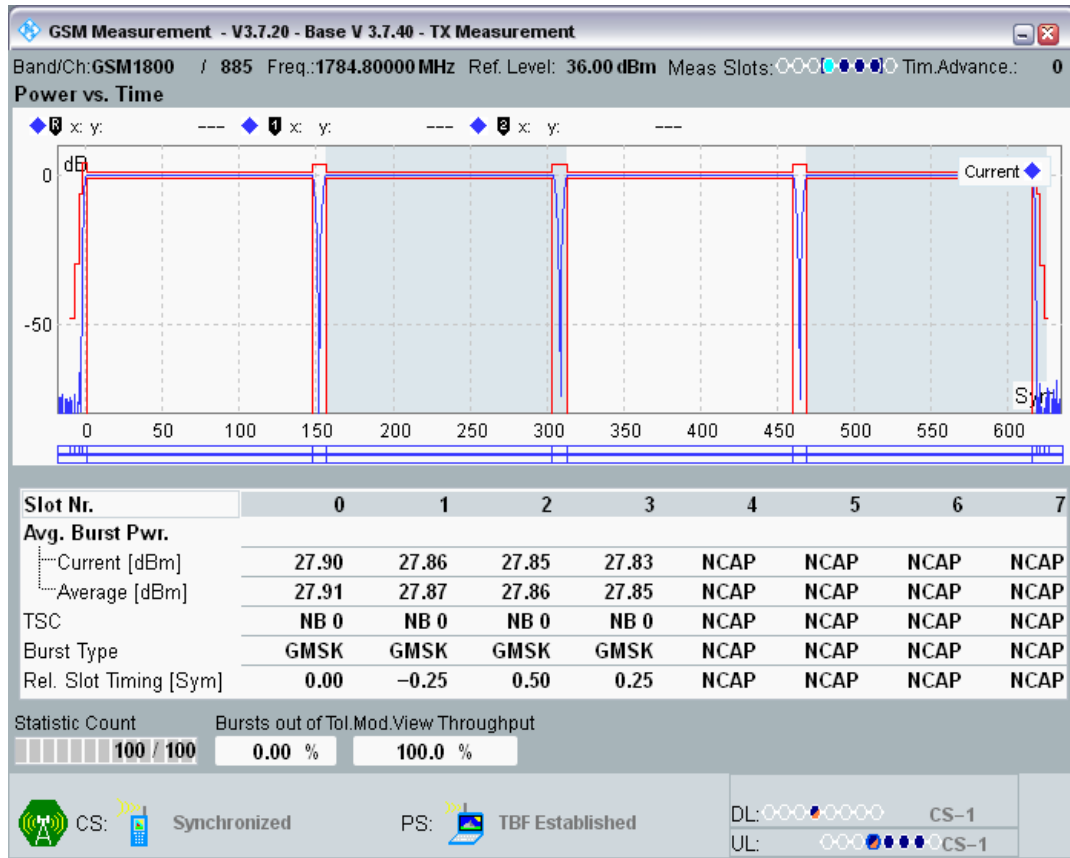 GSM Measurement - V3.7.20 - Base V 3.7.40 - TX Measurement
Band/Ch:GSM1800 / 885 Freq.:1784.80000 MHz Ref. Level: 36.00 dBm Meas Slots: Tim.Advance.: 0
Power vs. Time
R x: y: --- 1 x: y: --- 2 x: y: ---
dB
Current
0
-50
Sym
0 50 100 150 200 250 300 350 400 450 500 550 600
Slot Nr. 0 1 2 3 4 5 6 7
Avg. Burst Pwr.
Current [dBm] 27.90 27.86 27.85 27.83 NCAP NCAP NCAP NCAP
Average [dBm] 27.91 27.87 27.86 27.85 NCAP NCAP NCAP NCAP
TSC NB 0 NB 0 NB 0 NB 0 NCAP NCAP NCAP NCAP
Burst Type GMSK GMSK GMSK GMSK NCAP NCAP NCAP NCAP
Rel. Slot Timing [Sym] 0.00 −0.25 0.50 0.25 NCAP NCAP NCAP NCAP
Statistic Count Bursts out of Tol. Mod.View Throughput
100 / 100 0.00 % 100.0 %
CS: Synchronized PS: TBF Established
DL: CS−1
UL: CS−1